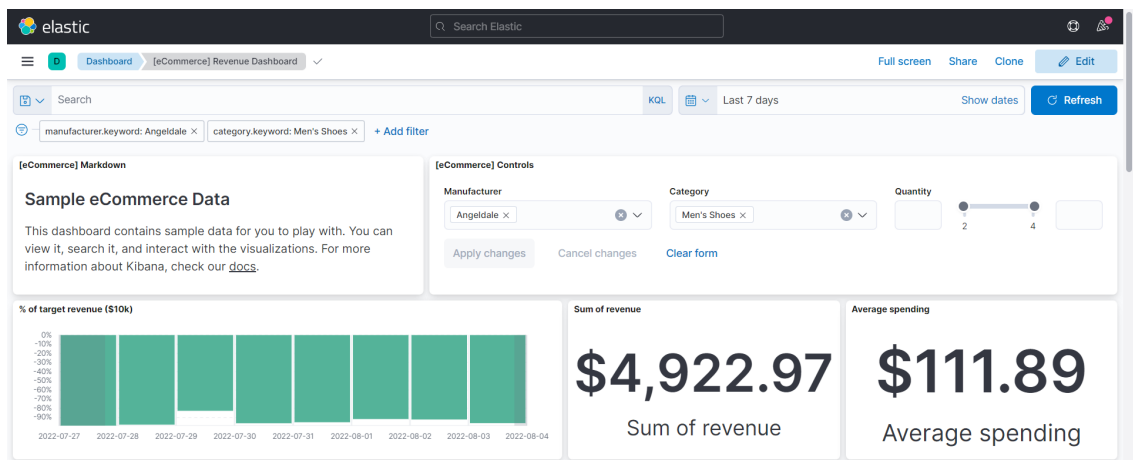 elastic
Search Elastic
D
Dashboard
[eCommerce] Revenue Dashboard
Full screen
Share
Clone
Edit
Search
KQL
Last 7 days
Show dates
Refresh
manufacturer.keyword: Angeldale ×
category.keyword: Men's Shoes ×
+ Add filter
[eCommerce] Markdown
Sample eCommerce Data
This dashboard contains sample data for you to play with. You can
view it, search it, and interact with the visualizations. For more
information about Kibana, check our docs.
[eCommerce] Controls
Manufacturer
Category
Quantity
Angeldale ×
Men's Shoes ×
2
4
Apply changes
Cancel changes
Clear form
% of target revenue ($10k)
0%
-10%
-20%
-30%
-40%
-50%
-60%
-70%
-80%
-90%
2022-07-27
2022-07-28
2022-07-29
2022-07-30
2022-07-31
2022-08-01
2022-08-02
2022-08-03
2022-08-04
Sum of revenue
$4,922.97
Sum of revenue
Average spending
$111.89
Average spending